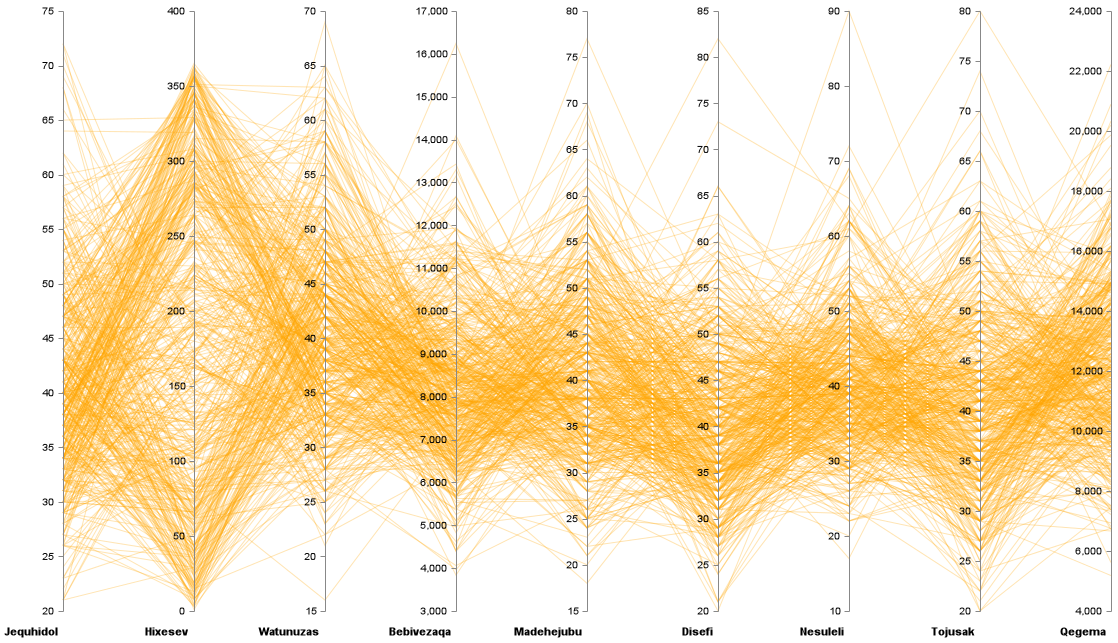 75 400 70 17,000 80 85 90 80 24,000
16,000 75 80 80 75 22,000
70 350 65 15,000 70 75 70 20,000
65 60 14,000 65 70 70 65 18,000
60 300 55 13,000 60 65 60 60 16,000
55 250 50 12,000 55 60 55 14,000
50 200 45 11,000 50 55 50 50 12,000
45 150 40 10,000 45 50 40 45 10,000
40 100 35 9,000 40 45 30 40 8,000
35 50 30 8,000 35 40 20 35 6,000
30 0 25 7,000 30 35 10 30 4,000
25 20 6,000 25 30 25
20 15 5,000 20 25 20
4,000 15 20
3,000
Jequhidol Hixesev Watunuzas Bebivezaqa Madehejubu Disefi Nesuleli Tojusak Qegema